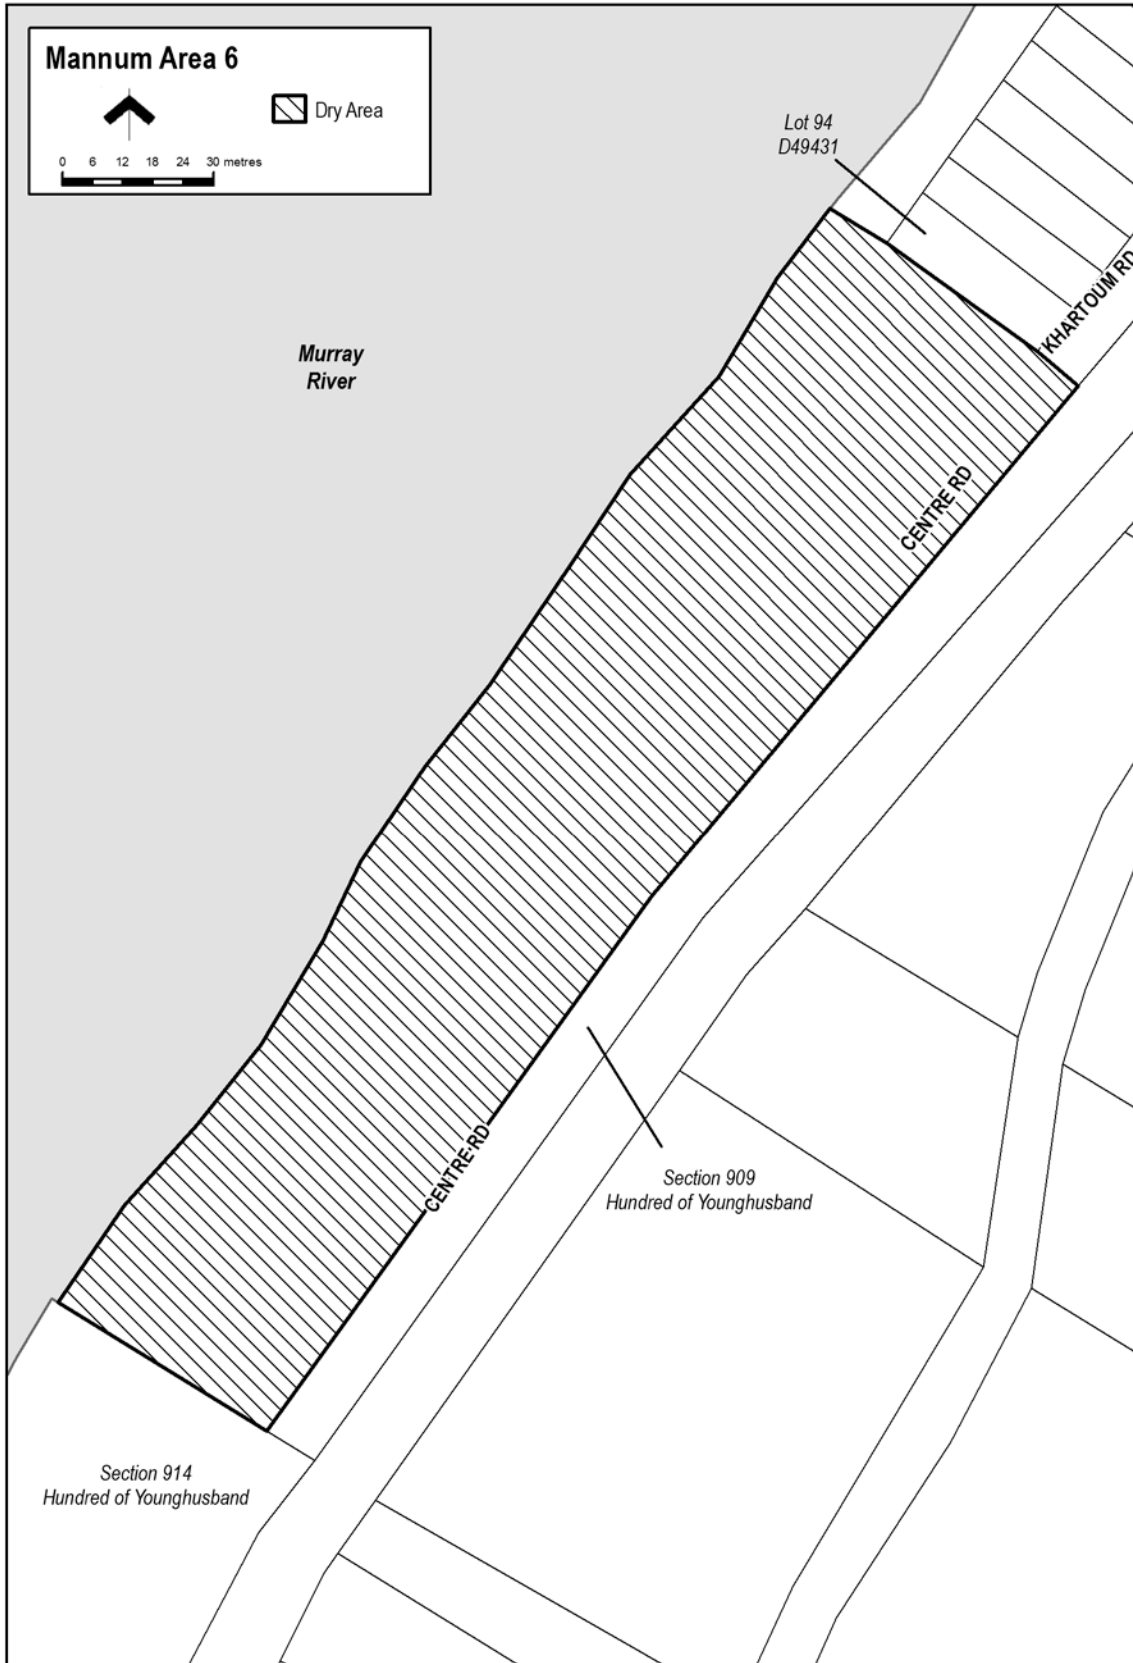 Mannum Area 6
Dry Area
0 6 12 18 24 30 metres
Lot 94
D49431
KHARTOUM RD
Murray
River
CENTRE RD
CENTRE RD
Section 909
Hundred of Younghusband
Section 914
Hundred of Younghusband